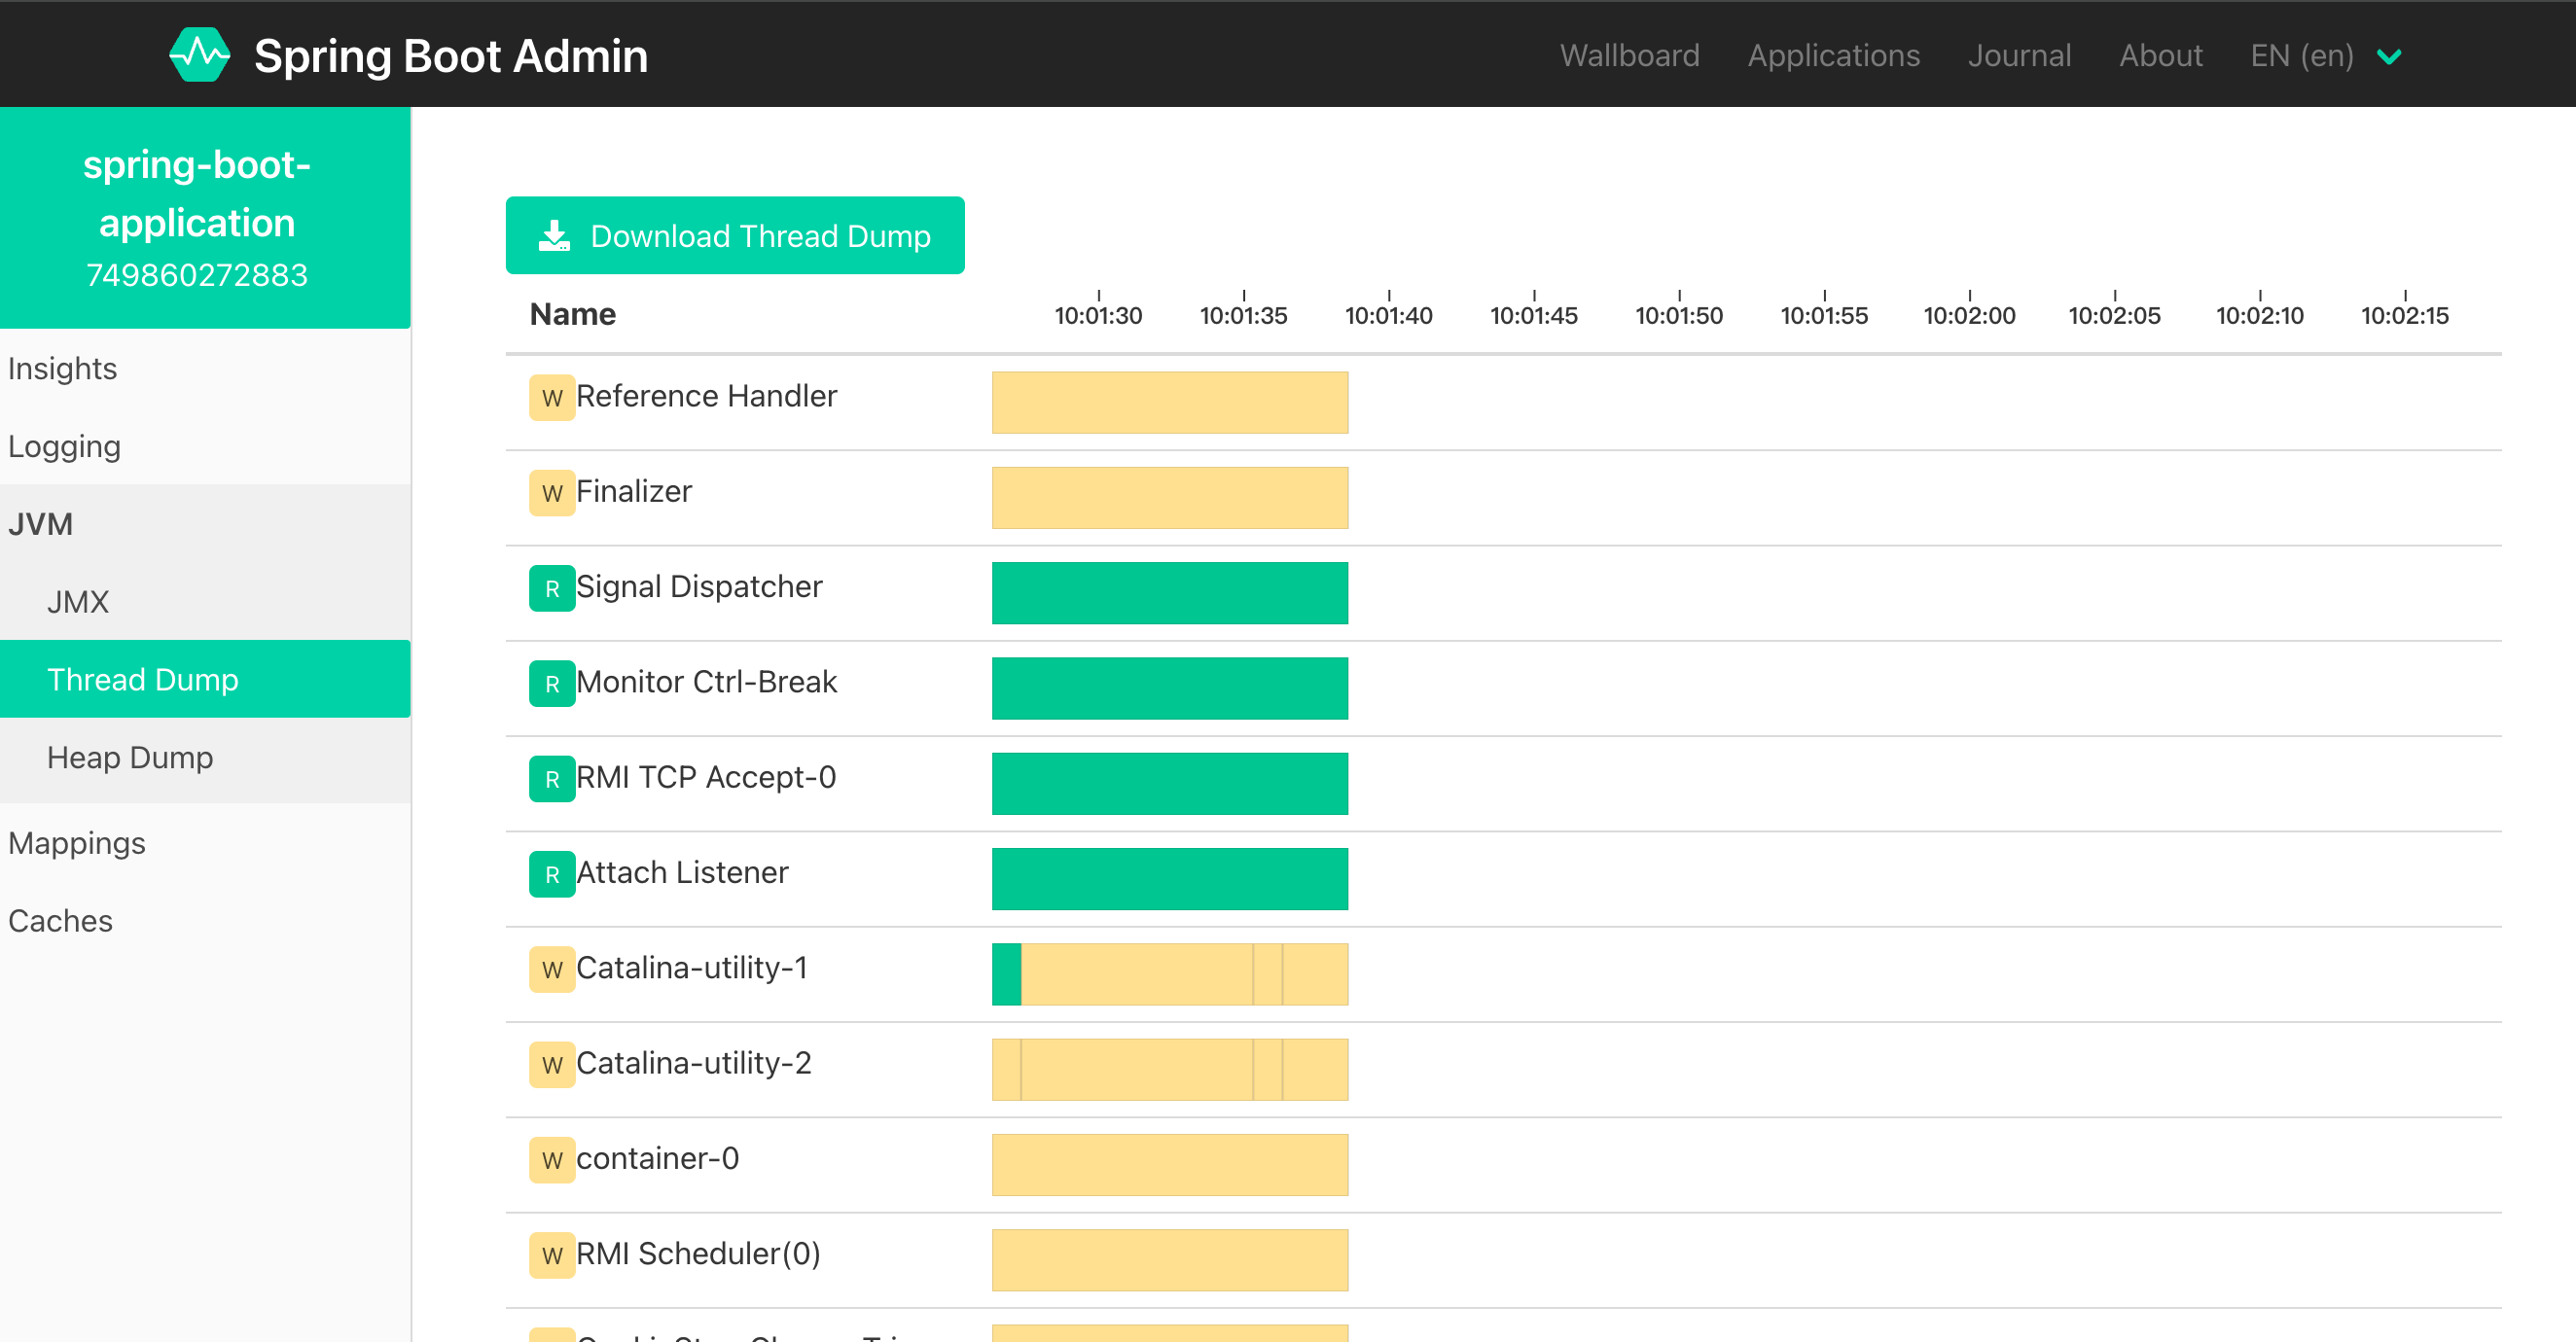 Spring Boot Admin
Wallboard Applications Journal About EN (en)
spring-boot-
application
749860272883
Insights
Logging
JVM
JMX
Thread Dump
Heap Dump
Mappings
Caches
Download Thread Dump
Name 10:01:30 10:01:35 10:01:40 10:01:45 10:01:50 10:01:55 10:02:00 10:02:05 10:02:10 10:02:15
W Reference Handler
W Finalizer
R Signal Dispatcher
R Monitor Ctrl-Break
R RMI TCP Accept-0
R Attach Listener
W Catalina-utility-1
W Catalina-utility-2
W container-0
W RMI Scheduler(0)